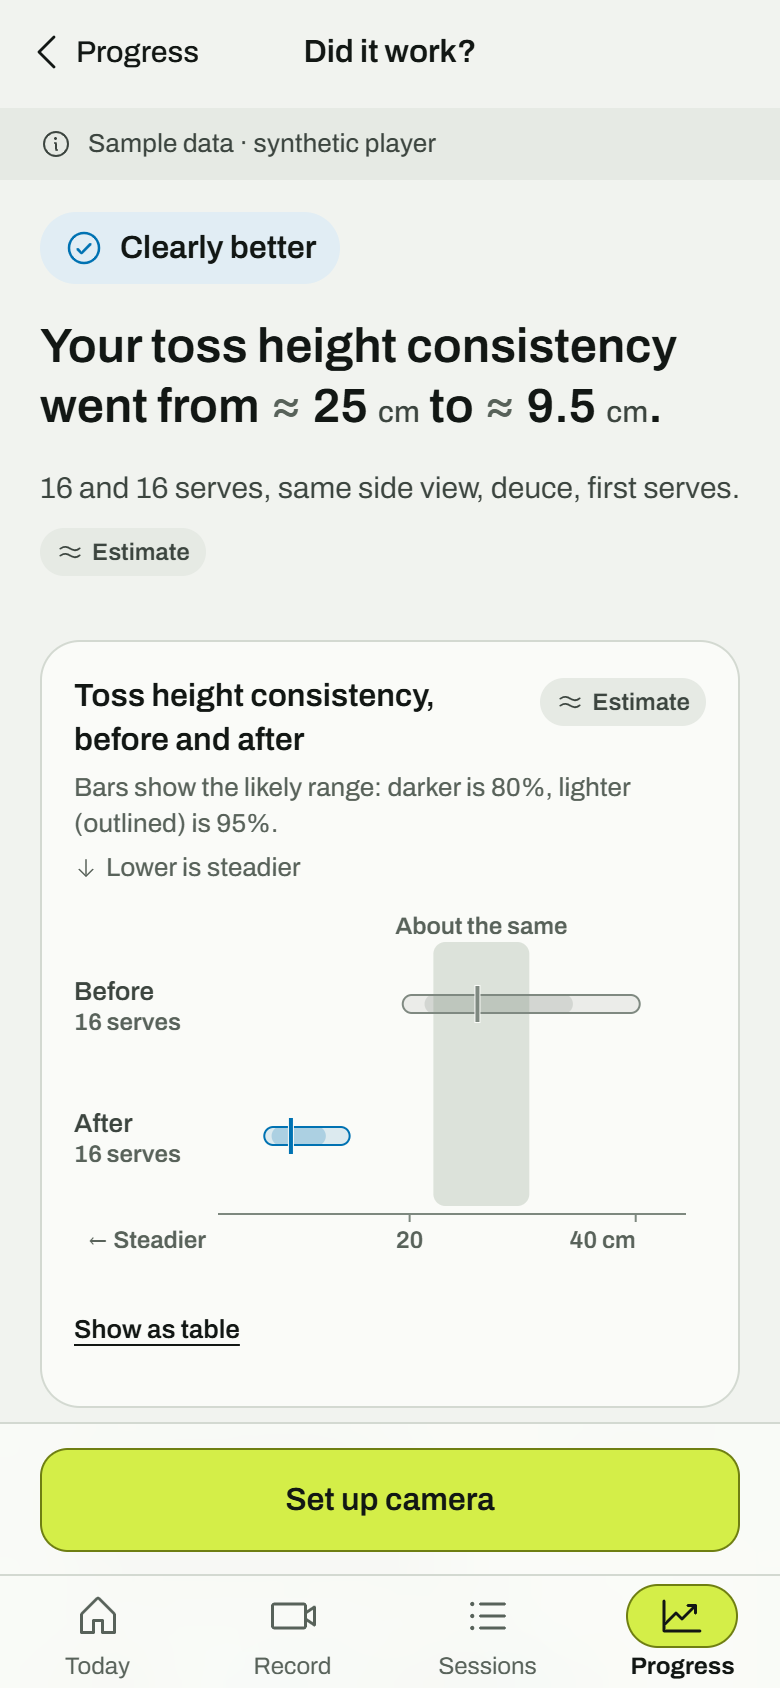 Progress
Did it work?
Sample data · synthetic player
Clearly better
Your toss height consistency
went from ≈ 25 cm to ≈ 9.5 cm.
16 and 16 serves, same side view, deuce, first serves.
≈ Estimate
Toss height consistency,
before and after
≈ Estimate
Bars show the likely range: darker is 80%, lighter
(outlined) is 95%.
↓ Lower is steadier
About the same
Before
16 serves
After
16 serves
← Steadier
20
40 cm
Show as table
Set up camera
Today
Record
Sessions
Progress